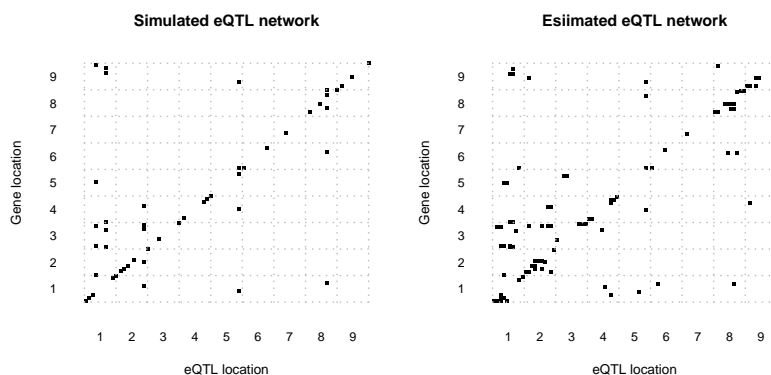 Simulated eQTL network
Gene location
9
8
7
6
5
4
3
2
1
1 2 3 4 5 6 7 8 9
eQTL location
Esiimated eQTL network
Gene location
9
8
7
6
5
4
3
2
1
1 2 3 4 5 6 7 8 9
eQTL location